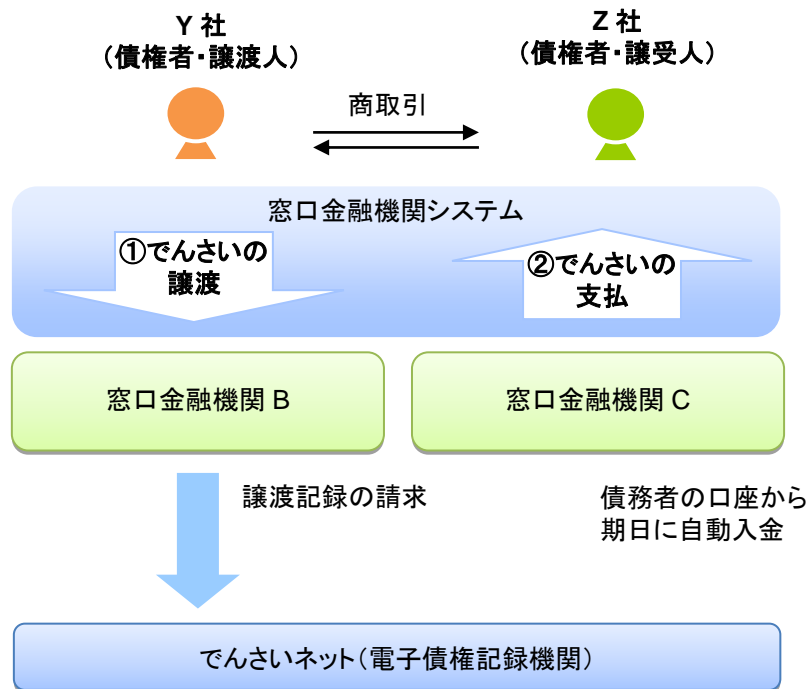 Y 社
(債権者・譲渡人)
Z 社
(債権者・譲受人)
商取引
窓口金融機関システム
①でんさいの
譲渡
②でんさいの
支払
窓口金融機関 B
窓口金融機関 C
譲渡記録の請求
債務者の口座から
期日に自動入金
でんさいネット(電子債権記録機関)